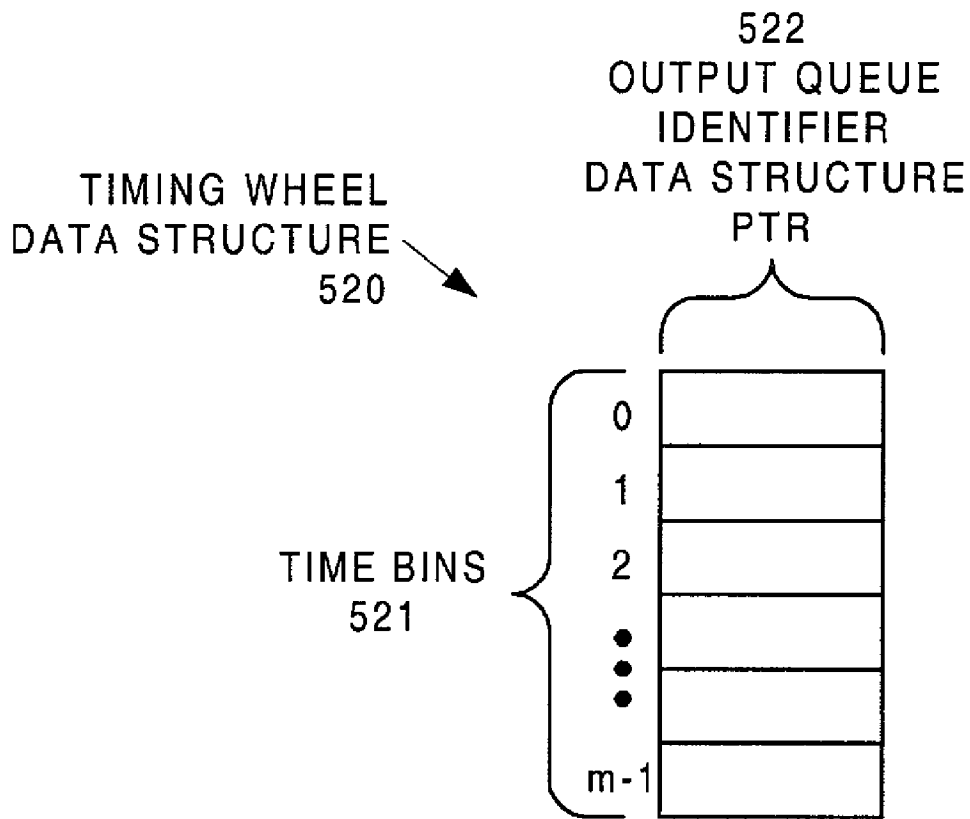 522
OUTPUT QUEUE
IDENTIFIER
DATA STRUCTURE
PTR
TIMING WHEEL
DATA STRUCTURE
520
0
1
2
m-1
TIME BINS
521